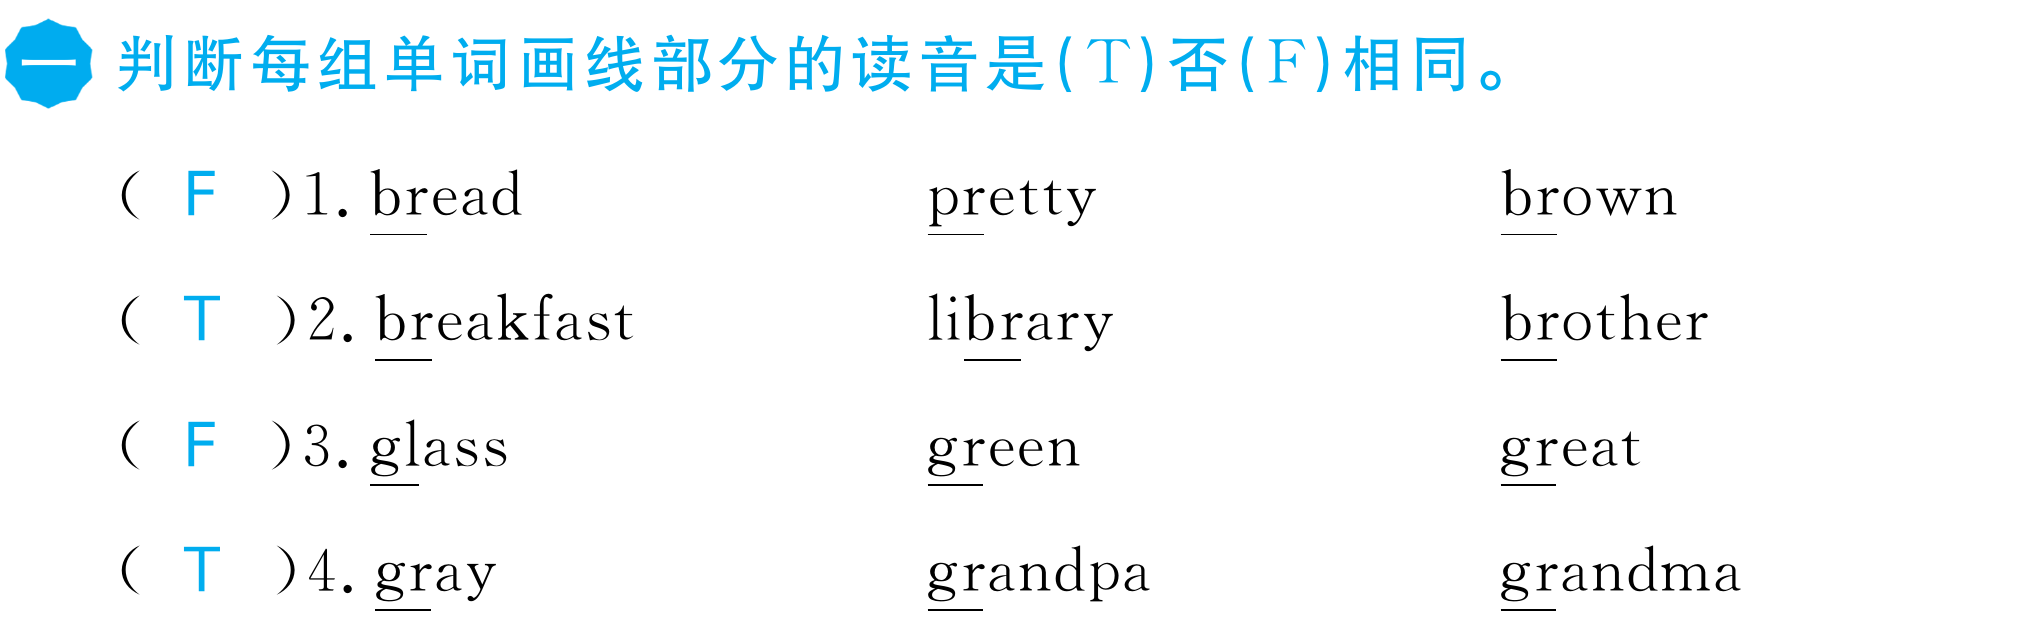 一 判断每组单词画线部分的读音是(T)否(F)相同。
( F )1. bread pretty brown
( T )2. breakfast library brother
( F )3. glass green great
( T )4. gray grandpa grandma